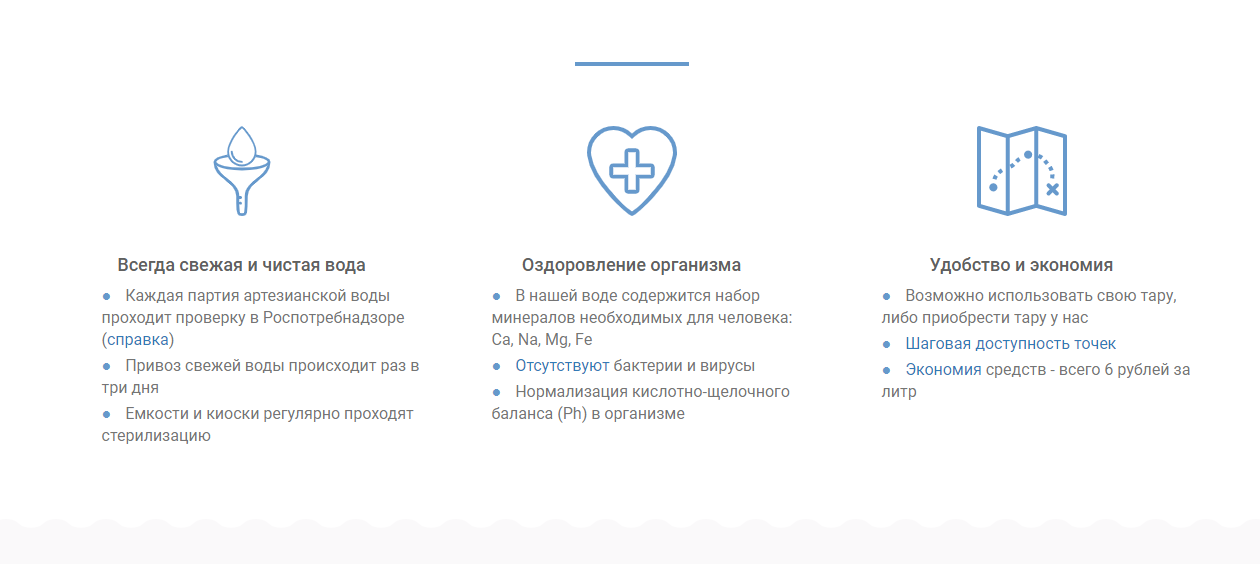 Всегда свежая и чистая вода
● Каждая партия артезианской воды
проходит проверку в Роспотребнадзоре
(справка)
● Привоз свежей воды происходит раз в
три дня
● Емкости и киоски регулярно проходят
стерилизацию
Оздоровление организма
● В нашей воде содержится набор
минералов необходимых для человека:
Ca, Na, Mg, Fe
● Отсутствуют бактерии и вирусы
● Нормализация кислотно-щелочного
баланса (Ph) в организме
Удобство и экономия
● Возможно использовать свою тару,
либо приобрести тару у нас
● Шаговая доступность точек
● Экономия средств - всего 6 рублей за
литр